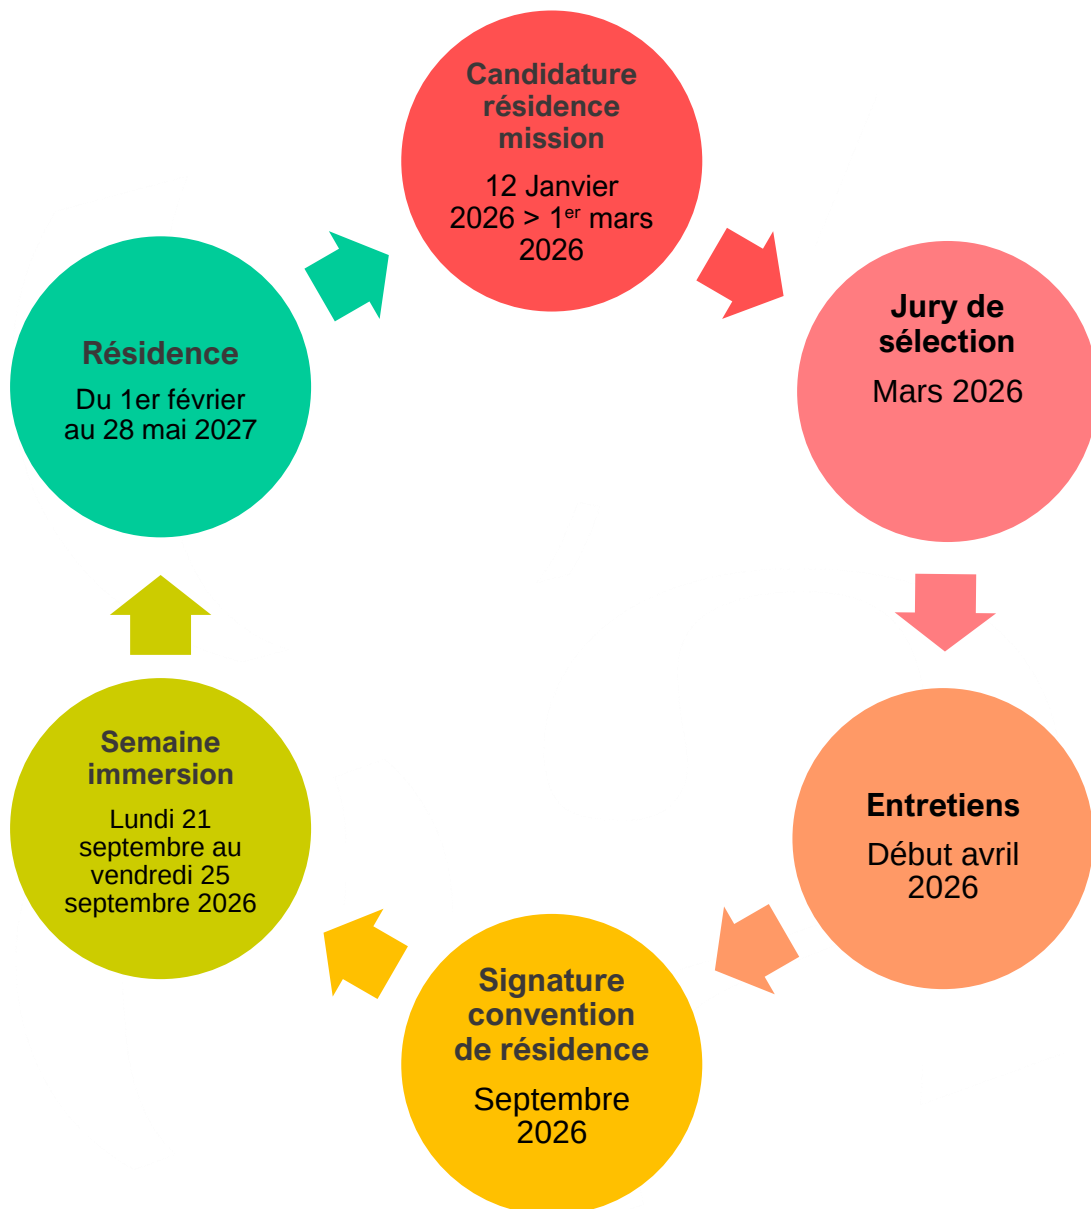 Candidature
résidence
mission
12 Janvier
2026 > 1er mars
2026
Jury de
sélection
Mars 2026
Entretiens
Début avril
2026
Signature
convention
de résidence
Septembre
2026
Semaine
immersion
Lundi 21
septembre au
vendredi 25
septembre 2026
Résidence
Du 1er février
au 28 mai 2027